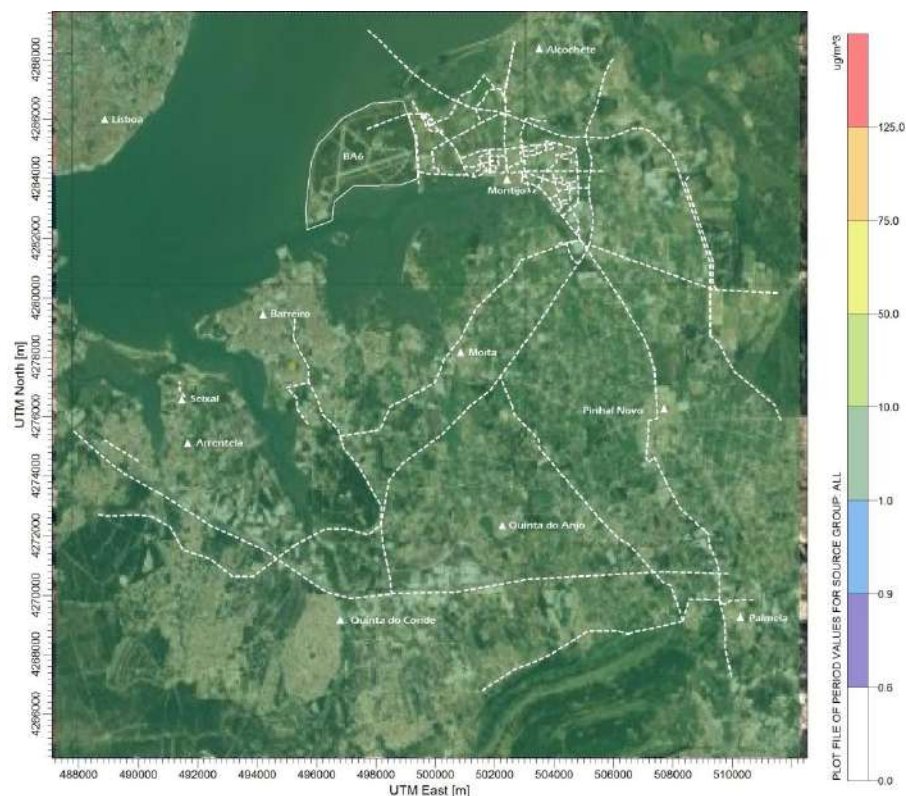 ug/m^3
Alcochete
Lisboa
BA6
Montijo
Barreiro
Moita
Seixal
Pinhal Novo
Arrentela
Quinta do Anjo
Quinta do Conde
Palmela
UTM North [m]
4288000
4286000
4284000
4282000
4280000
4278000
4276000
4274000
4272000
4270000
4268000
4266000
488000 490000 492000 494000 496000 498000 500000 502000 504000 506000 508000 510000
UTM East [m]
PLOT FILE OF PERIOD VALUES FOR SOURCE GROUP: ALL
125.0
75.0
50.0
10.0
1.0
0.9
0.6
0.0